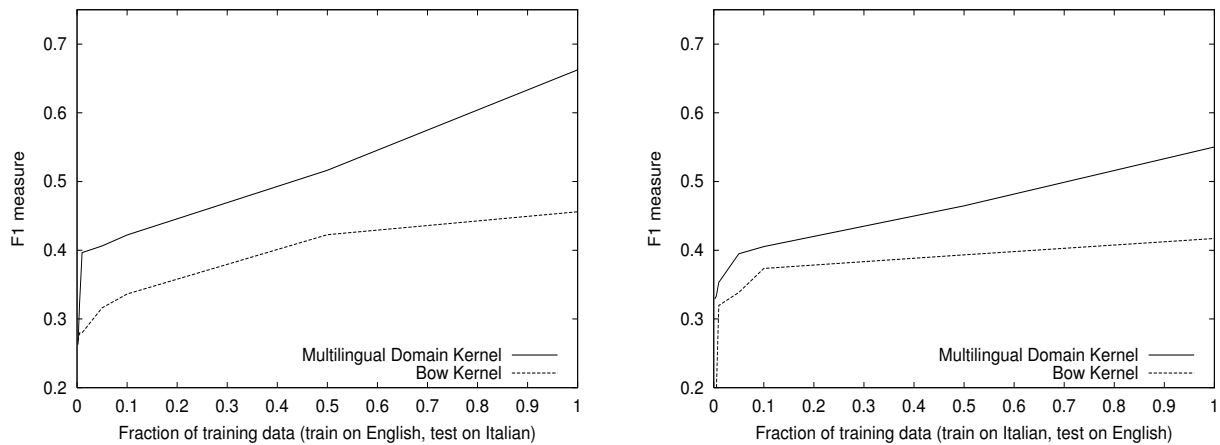 0.7
0.6
0.5
0.4
0.3
0.2
F1 measure
Multilingual Domain Kernel
Bow Kernel
0 0.1 0.2 0.3 0.4 0.5 0.6 0.7 0.8 0.9 1
Fraction of training data (train on English, test on Italian)
0.7
0.6
0.5
0.4
0.3
0.2
F1 measure
Multilingual Domain Kernel
Bow Kernel
0 0.1 0.2 0.3 0.4 0.5 0.6 0.7 0.8 0.9 1
Fraction of training data (train on Italian, test on English)